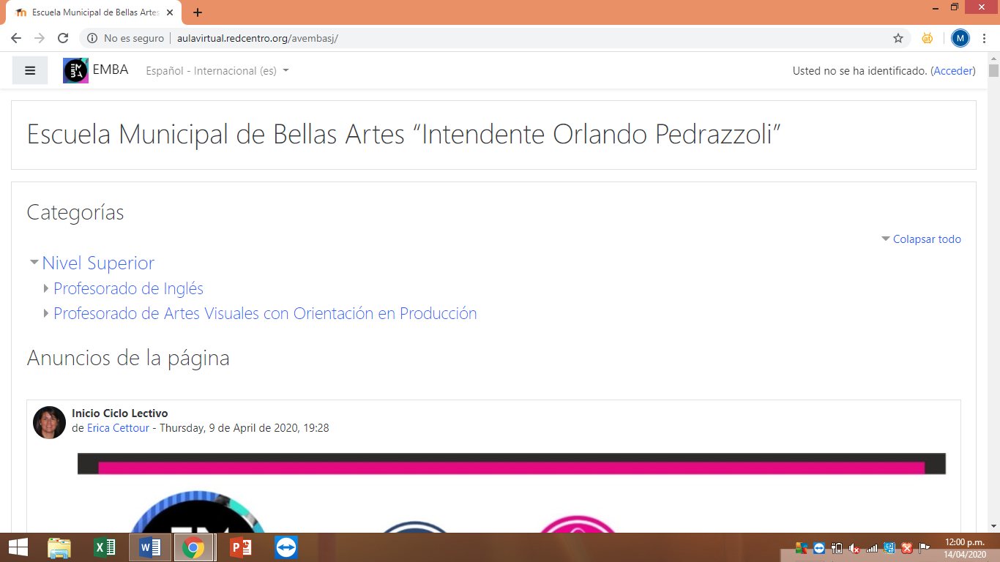 Escuela Municipal de Bellas Artes
No es seguro
aulavirtual.redcentro.org/avembasj/
M
EMBA
Español - Internacional (es)
Usted no se ha identificado. (Acceder)
Escuela Municipal de Bellas Artes “Intendente Orlando Pedrazzoli”
Categorías
Colapsar todo
Nivel Superior
Profesorado de Inglés
Profesorado de Artes Visuales con Orientación en Producción
Anuncios de la página
Inicio Ciclo Lectivo
de Erica Cettour - Thursday, 9 de April de 2020, 19:28
12:00 p.m.
14/04/2020